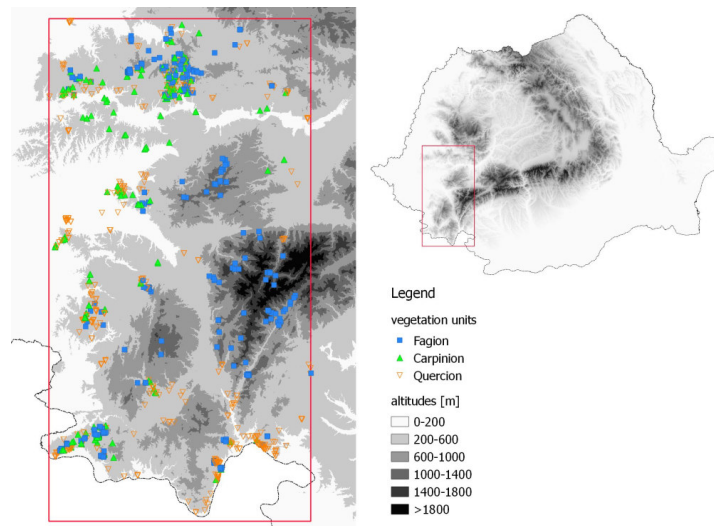 Legend
vegetation units
Fagion
Carpinion
Quercion
altitudes [m]
0-200
200-600
600-1000
1000-1400
1400-1800
>1800